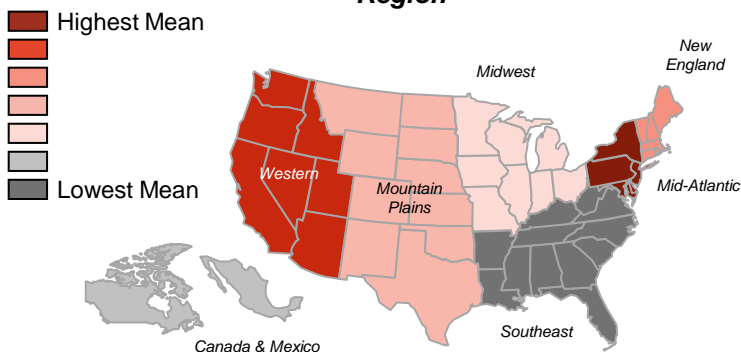 Region
Highest Mean
Lowest Mean
New
England
Midwest
Western
Mountain
Plains
Mid-Atlantic
Southeast
Canada & Mexico